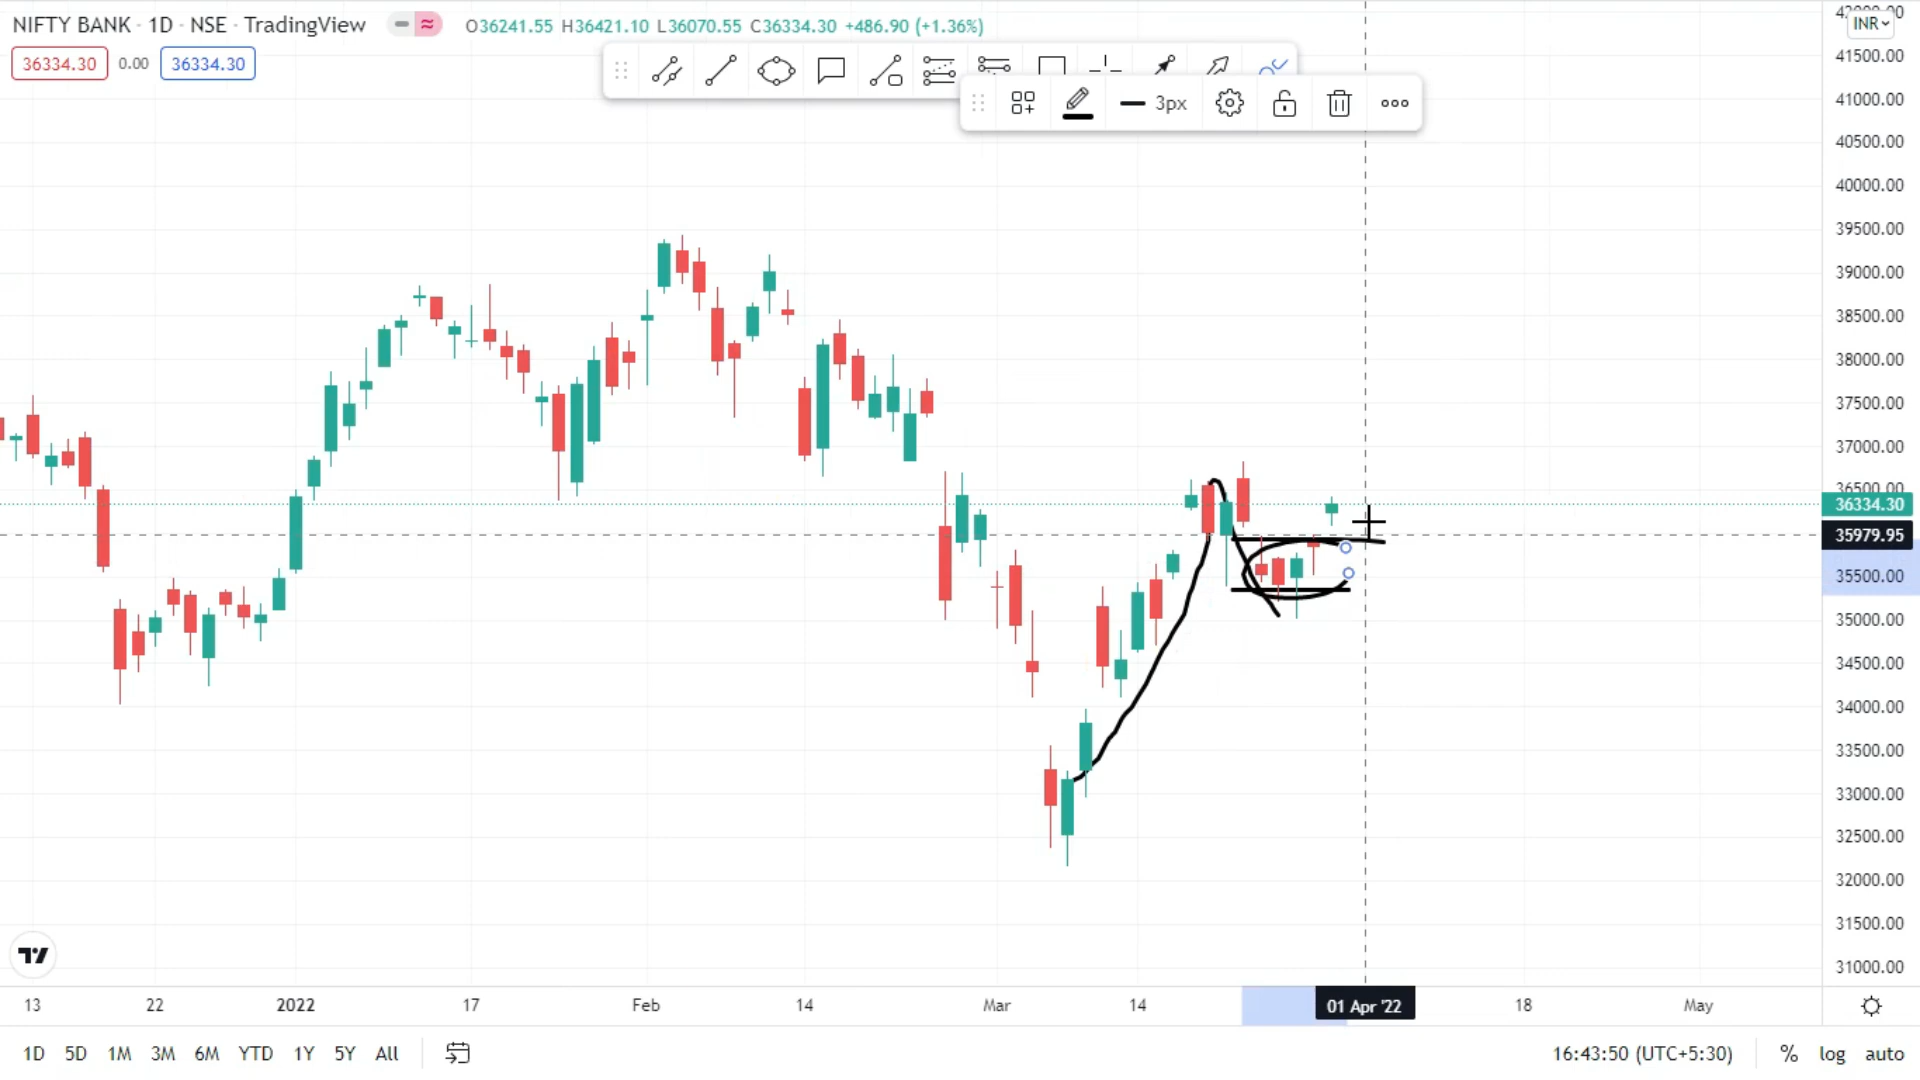 NIFTY BANK · 1D · NSE · TradingView
O36241.55 H36421.10 L36070.55 C36334.30 +486.90 (+1.36%)
36334.30 0.00 36334.30
3px
INR
41500.00
41000.00
40500.00
40000.00
39500.00
39000.00
38500.00
38000.00
37500.00
37000.00
36500.00
36334.30
35979.95
35500.00
35000.00
34500.00
34000.00
33500.00
33000.00
32500.00
32000.00
31500.00
31000.00
13 22 2022 17 Feb 14 Mar 14 01 Apr '22 18 May
1D 5D 1M 3M 6M YTD 1Y 5Y All
16:43:50 (UTC+5:30) % log auto